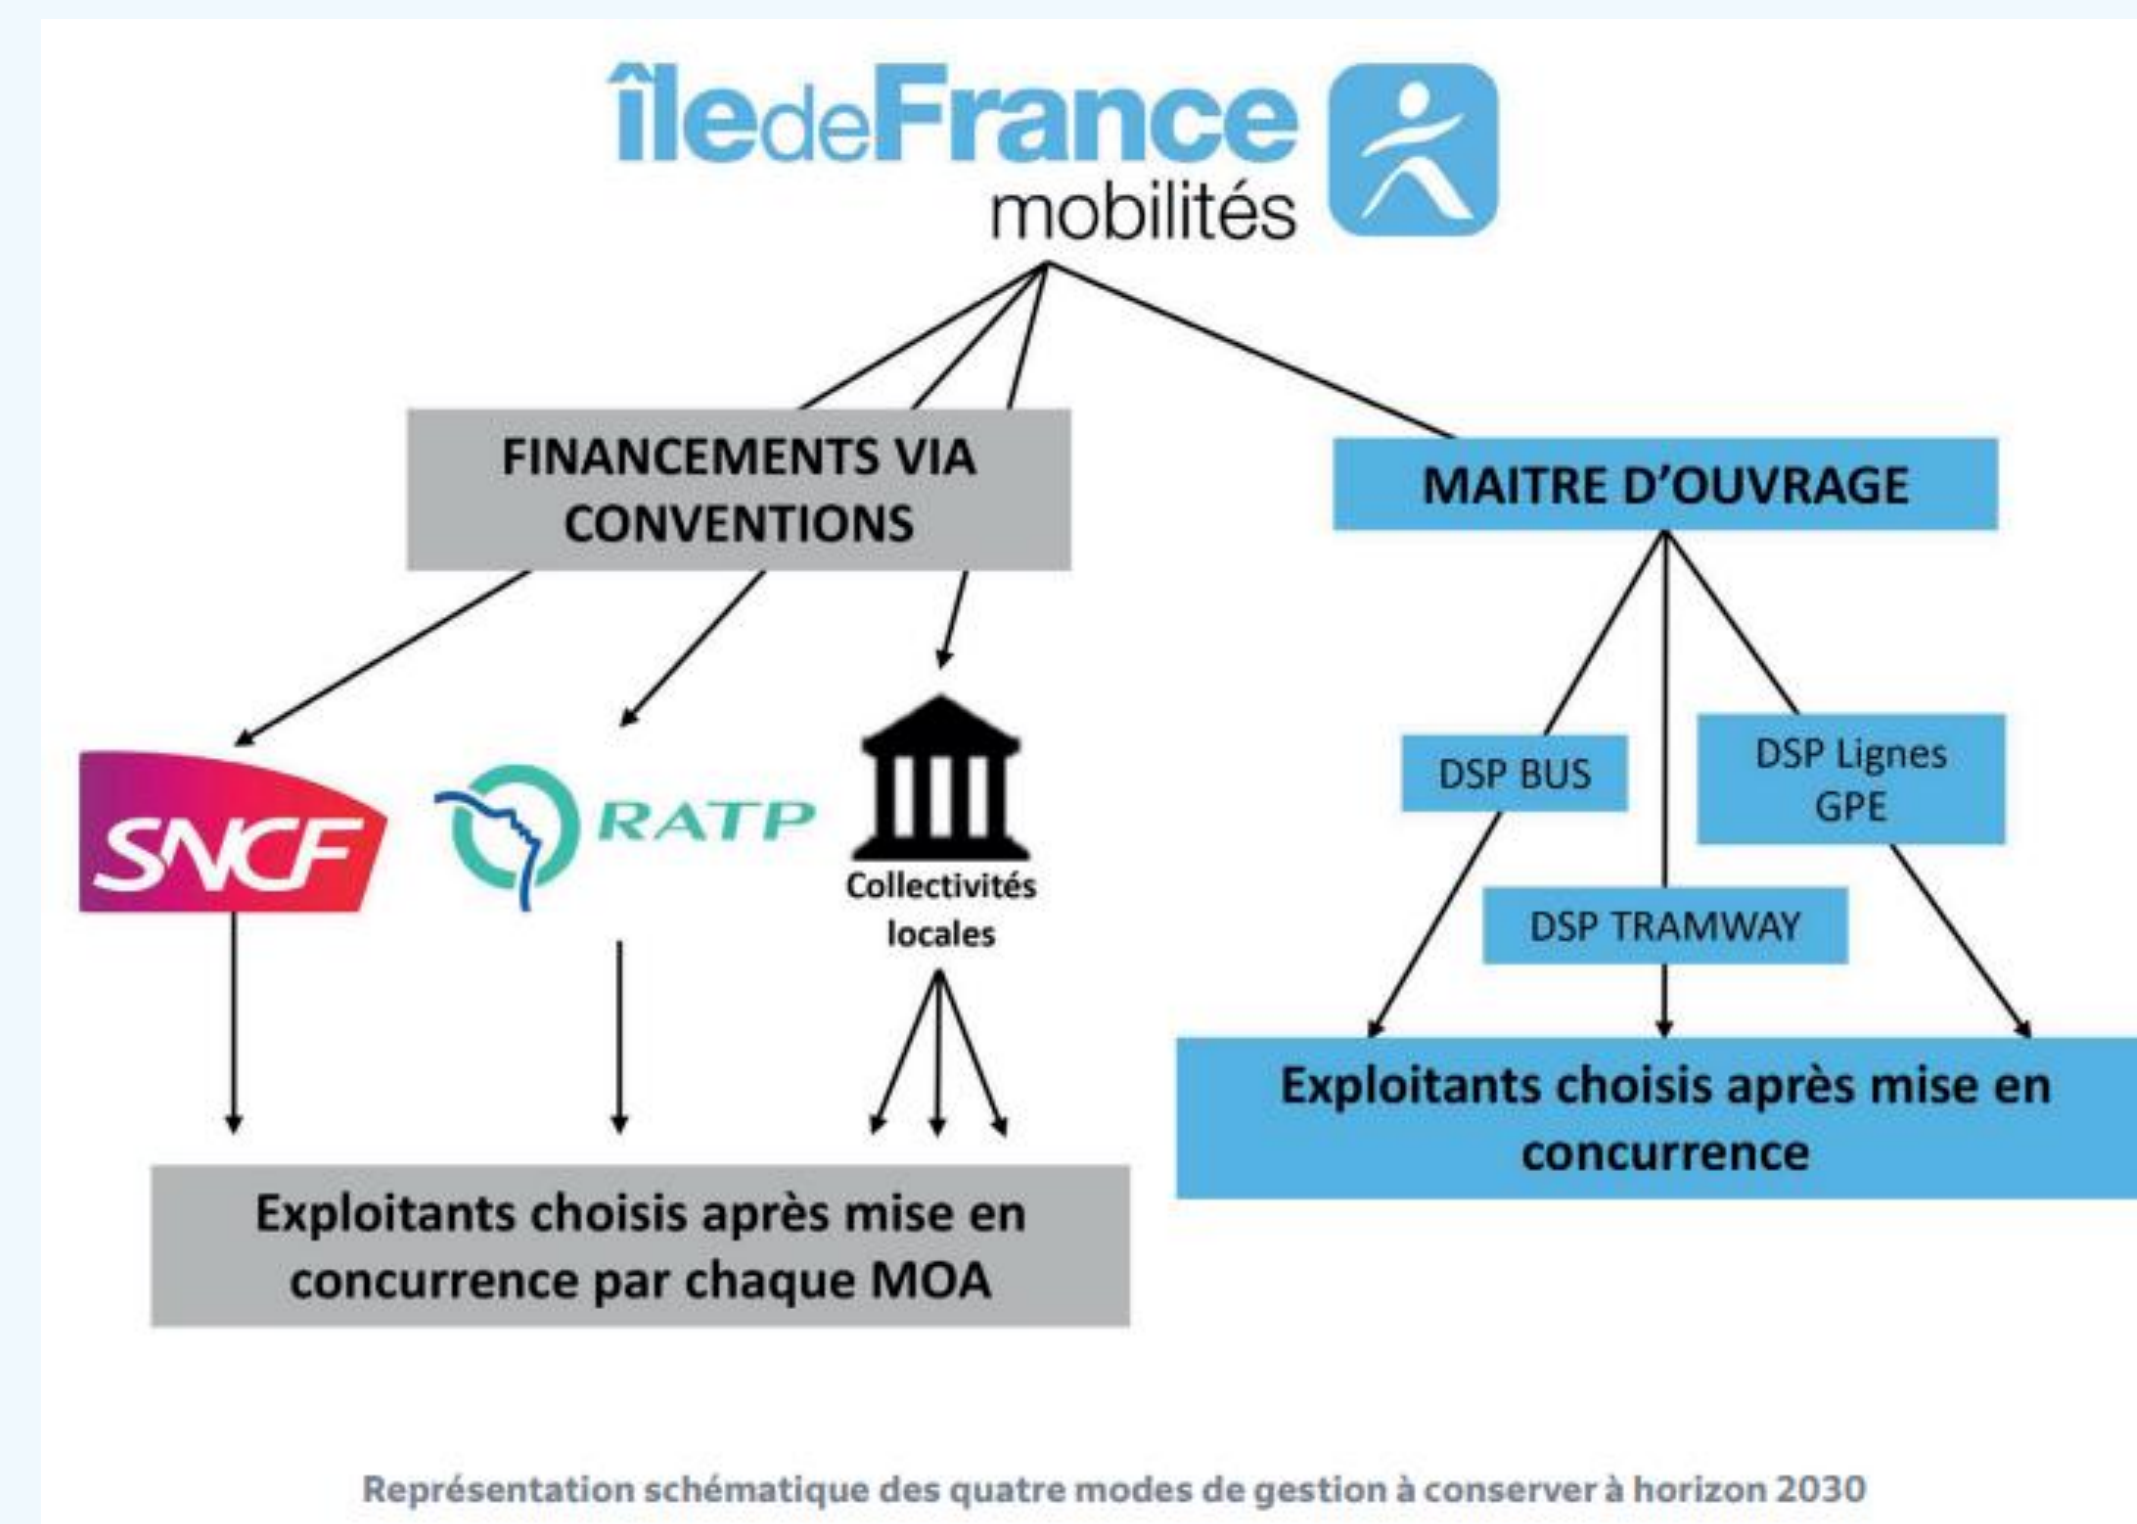 îledeFrance
mobilités
FINANCEMENTS VIA
CONVENTIONS
MAITRE D'OUVRAGE
SNCF
RATP
Collectivités
locales
DSP BUS
DSP Lignes
GPE
DSP TRAMWAY
Exploitants choisis après mise en
concurrence
Exploitants choisis après mise en
concurrence par chaque MOA
Représentation schématique des quatre modes de gestion à conserver à horizon 2030